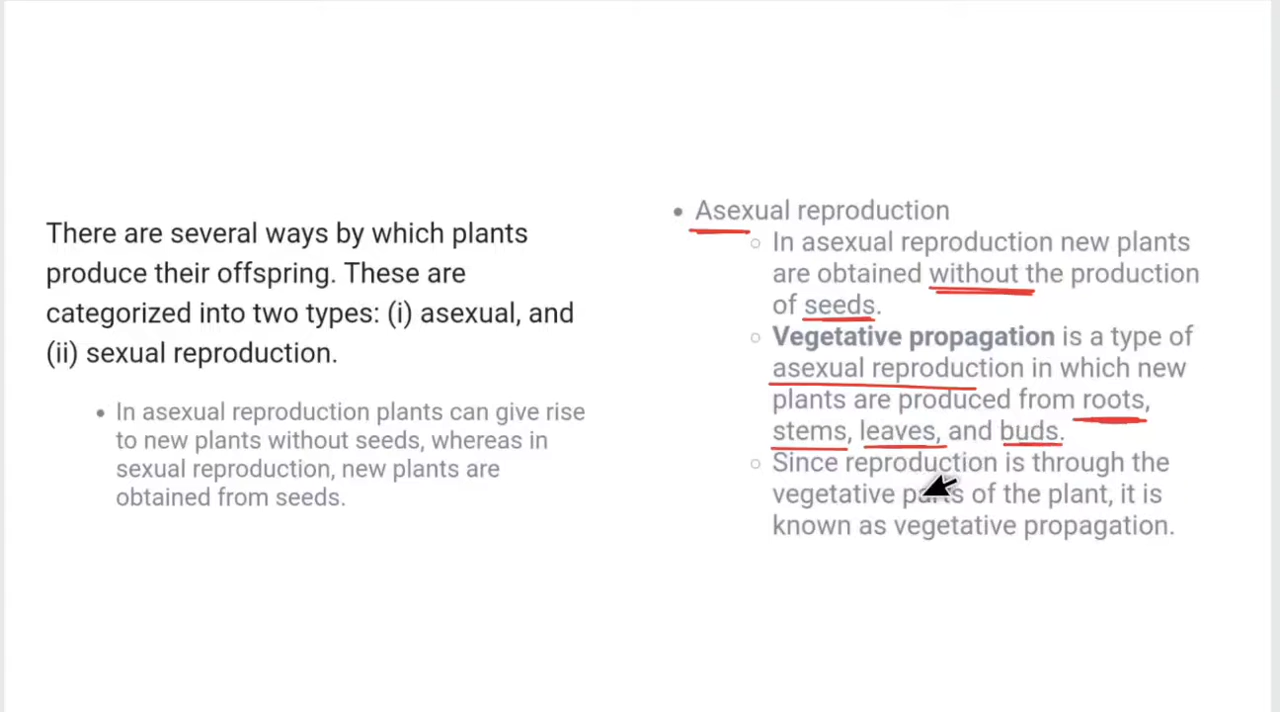 There are several ways by which plants
produce their offspring. These are
categorized into two types: (i) asexual, and
(ii) sexual reproduction.
• In asexual reproduction plants can give rise
to new plants without seeds, whereas in
sexual reproduction, new plants are
obtained from seeds.
• Asexual reproduction
○ In asexual reproduction new plants
are obtained without the production
of seeds.
○ Vegetative propagation is a type of
asexual reproduction in which new
plants are produced from roots,
stems, leaves, and buds.
○ Since reproduction is through the
vegetative parts of the plant, it is
known as vegetative propagation.